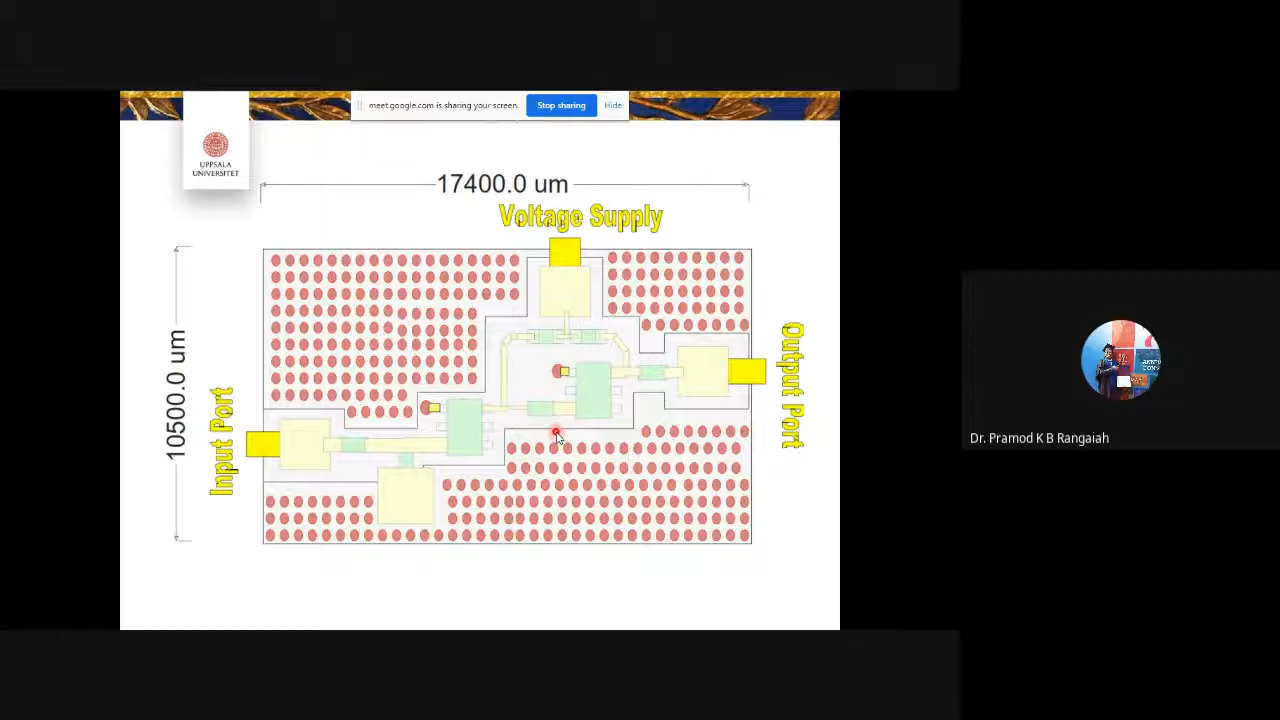 meet.google.com is sharing your screen.
Stop sharing
Hide
UPPSALA
UNIVERSITET
17400.0 um
Voltage Supply
10500.0 um
Input Port
Output Port
Dr. Pramod K B Rangaiah